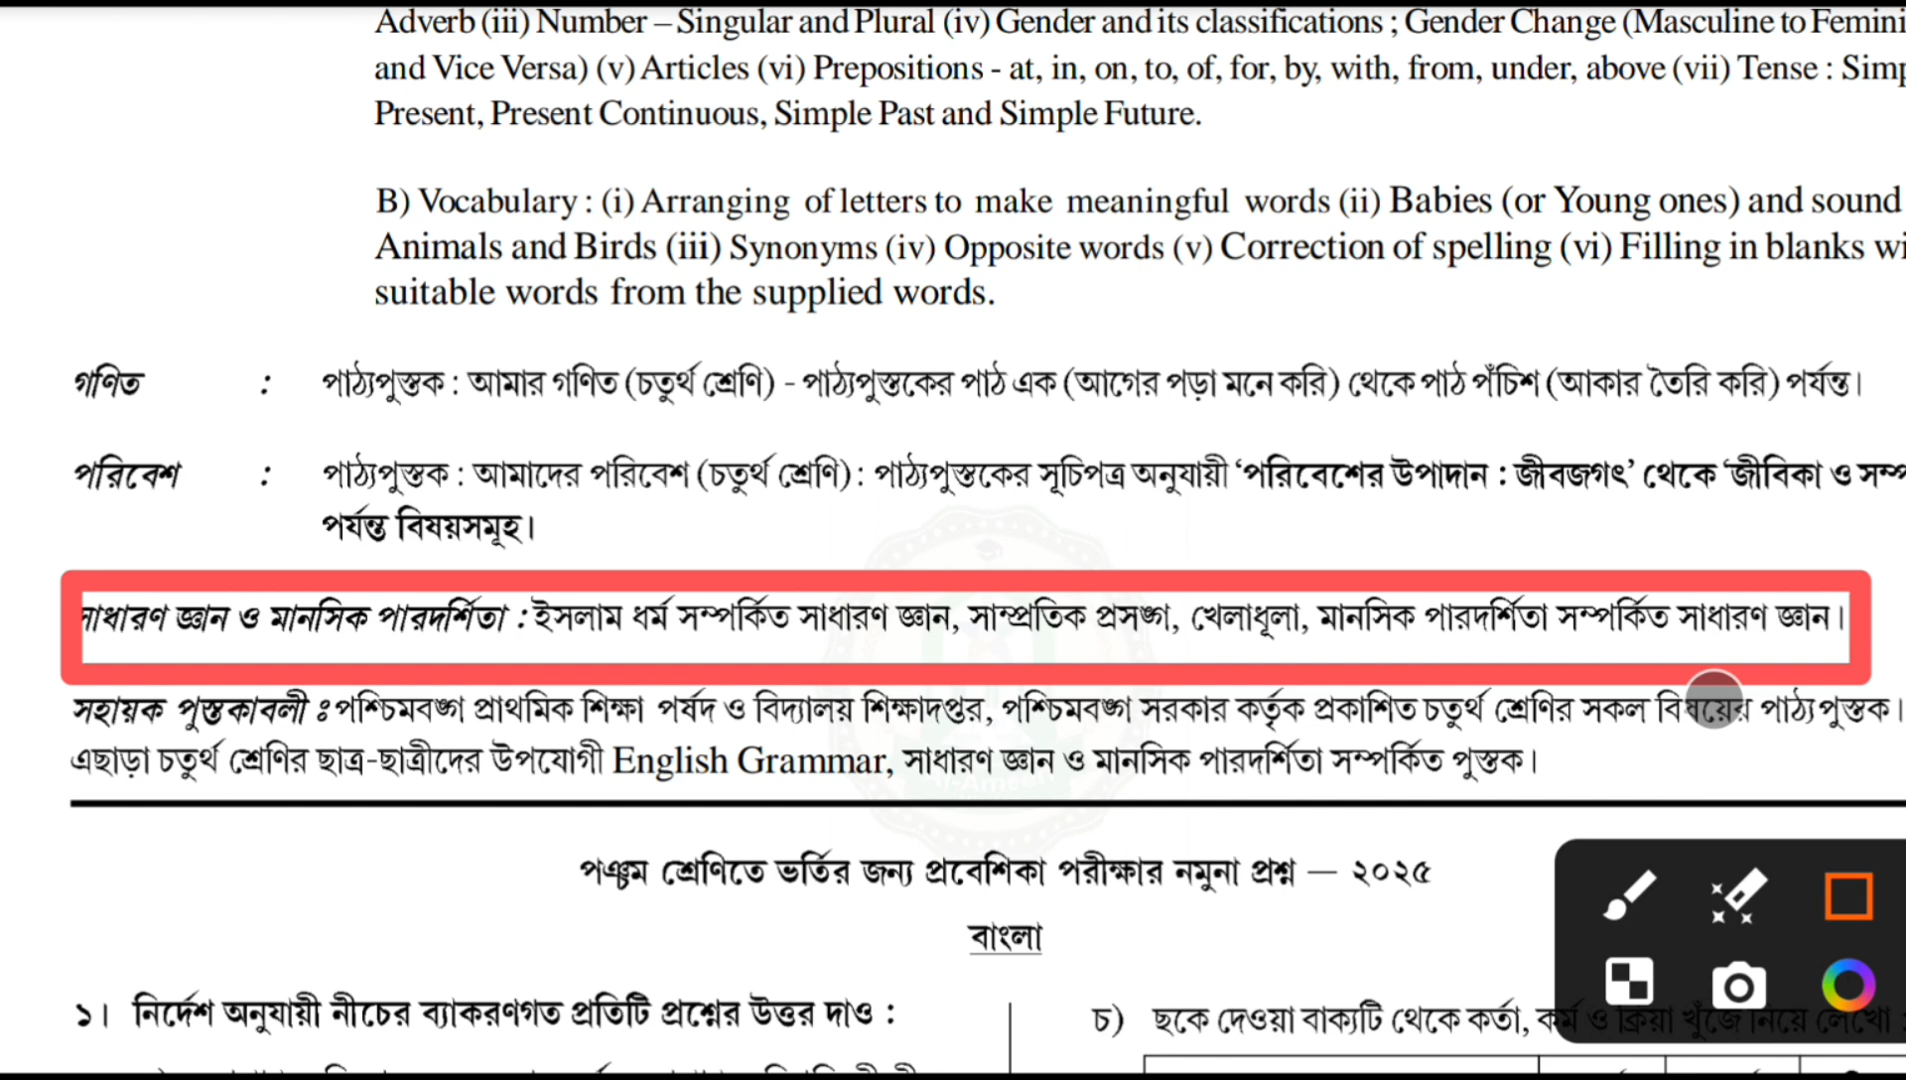 Adverb (iii) Number – Singular and Plural (iv) Gender and its classifications ; Gender Change (Masculine to Femini
and Vice Versa) (v) Articles (vi) Prepositions - at, in, on, to, of, for, by, with, from, under, above (vii) Tense : Simp
Present, Present Continuous, Simple Past and Simple Future.
B) Vocabulary : (i) Arranging of letters to make meaningful words (ii) Babies (or Young ones) and sound
Animals and Birds (iii) Synonyms (iv) Opposite words (v) Correction of spelling (vi) Filling in blanks wi
suitable words from the supplied words.
গণিত : পাঠ্যপুস্তক : আমার গণিত (চতুর্থ শ্রেণি) - পাঠ্যপুস্তকের পাঠ এক (আগের পড়া মনে করি) থেকে পাঠ পঁচিশ (আকার তৈরি করি) পর্যন্ত।
পরিবেশ : পাঠ্যপুস্তক : আমাদের পরিবেশ (চতুর্থ শ্রেণি) : পাঠ্যপুস্তকের সূচিপত্র অনুযায়ী ‘পরিবেশের উপাদান : জীবজগৎ’ থেকে ‘জীবিকা ও সম্প
পর্যন্ত বিষয়সমূহ।
সাধারণ জ্ঞান ও মানসিক পারদর্শিতা : ইসলাম ধর্ম সম্পর্কিত সাধারণ জ্ঞান, সাম্প্রতিক প্রসঙ্গ, খেলাধূলা, মানসিক পারদর্শিতা সম্পর্কিত সাধারণ জ্ঞান।
সহায়ক পুস্তকাবলী ঃ পশ্চিমবঙ্গ প্রাথমিক শিক্ষা পর্ষদ ও বিদ্যালয় শিক্ষাদপ্তর, পশ্চিমবঙ্গ সরকার কর্তৃক প্রকাশিত চতুর্থ শ্রেণির সকল বিষয়ের পাঠ্যপুস্তক।
এছাড়া চতুর্থ শ্রেণির ছাত্র-ছাত্রীদের উপযোগী English Grammar, সাধারণ জ্ঞান ও মানসিক পারদর্শিতা সম্পর্কিত পুস্তক।
পঞ্চম শ্রেণিতে ভর্তির জন্য প্রবেশিকা পরীক্ষার নমুনা প্রশ্ন — ২০২৫
বাংলা
১। নির্দেশ অনুযায়ী নীচের ব্যাকরণগত প্রতিটি প্রশ্নের উত্তর দাও :
চ) ছকে দেওয়া বাক্যটি থেকে কর্তা, কর্ম ও ক্রিয়া খুঁজে নিয়ে লেখো :